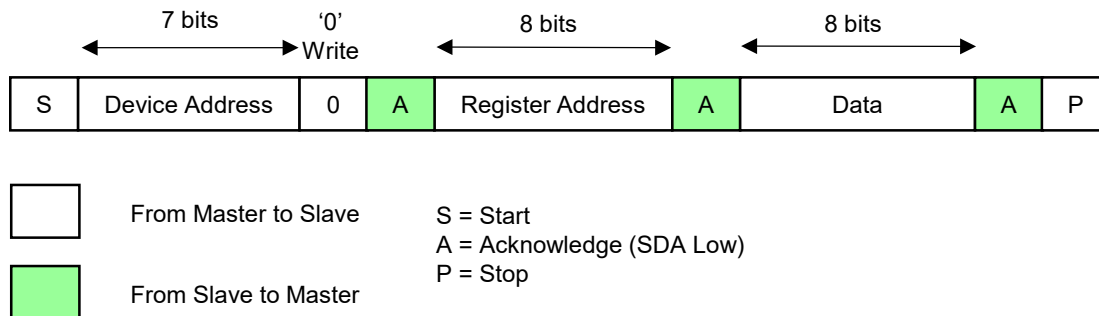 7 bits ‘0’ 8 bits 8 bits
Write
S Device Address 0 A Register Address A Data A P
From Master to Slave
S = Start
A = Acknowledge (SDA Low)
P = Stop
From Slave to Master